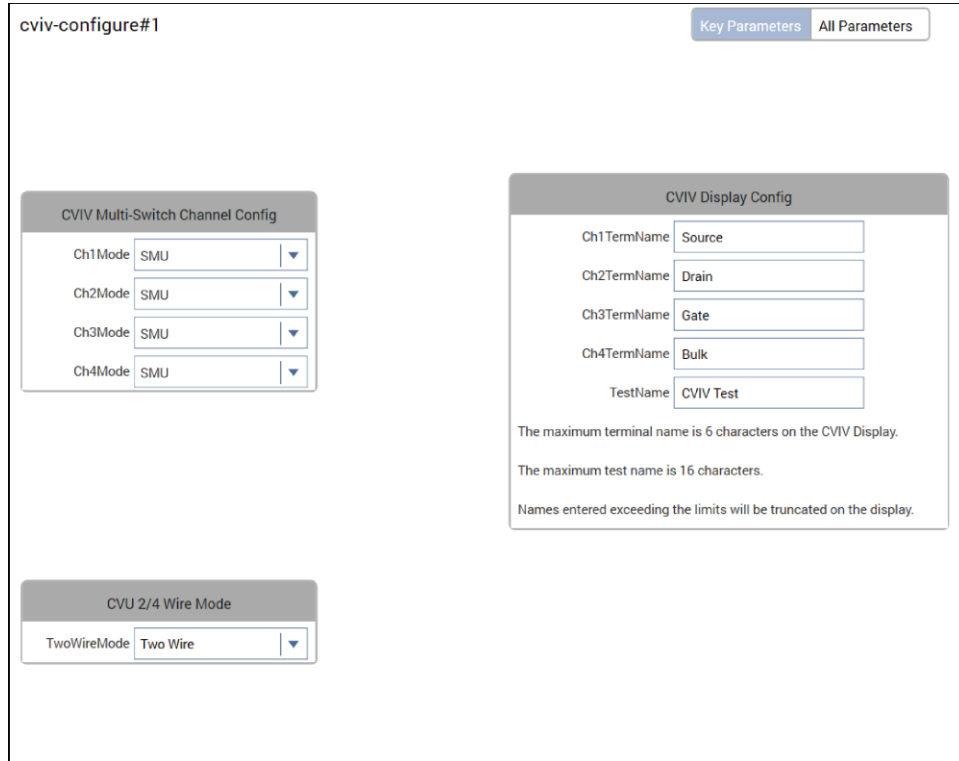 cviv-configure#1
Key Parameters All Parameters
CVIV Multi-Switch Channel Config
Ch1Mode SMU
Ch2Mode SMU
Ch3Mode SMU
Ch4Mode SMU
CVIV Display Config
Ch1TermName Source
Ch2TermName Drain
Ch3TermName Gate
Ch4TermName Bulk
TestName CVIV Test
The maximum terminal name is 6 characters on the CVIV Display.
The maximum test name is 16 characters.
Names entered exceeding the limits will be truncated on the display.
CVU 2/4 Wire Mode
TwoWireMode Two Wire